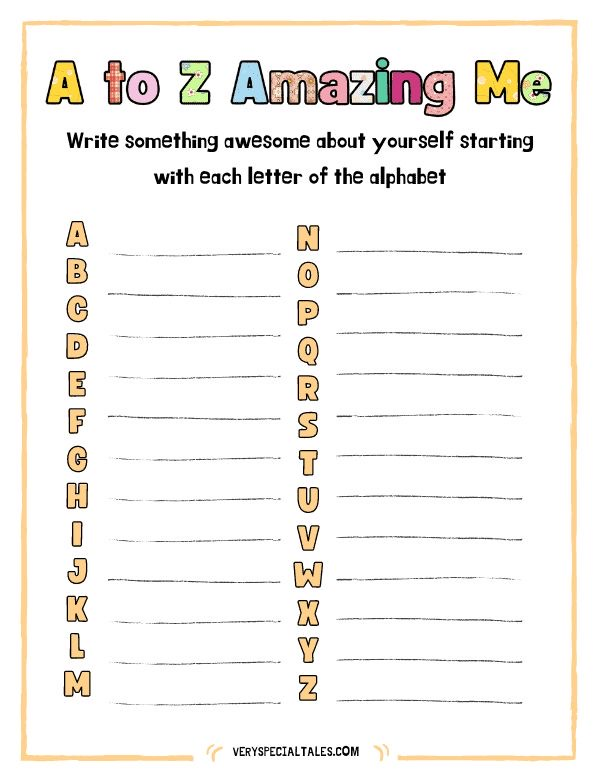 A to Z Amazing Me
Write something awesome about yourself starting
with each letter of the alphabet
A
B
C
D
E
F
G
H
I
J
K
L
M
N
O
P
Q
R
S
T
U
V
W
X
Y
Z
VERYSPECIALTALES.COM